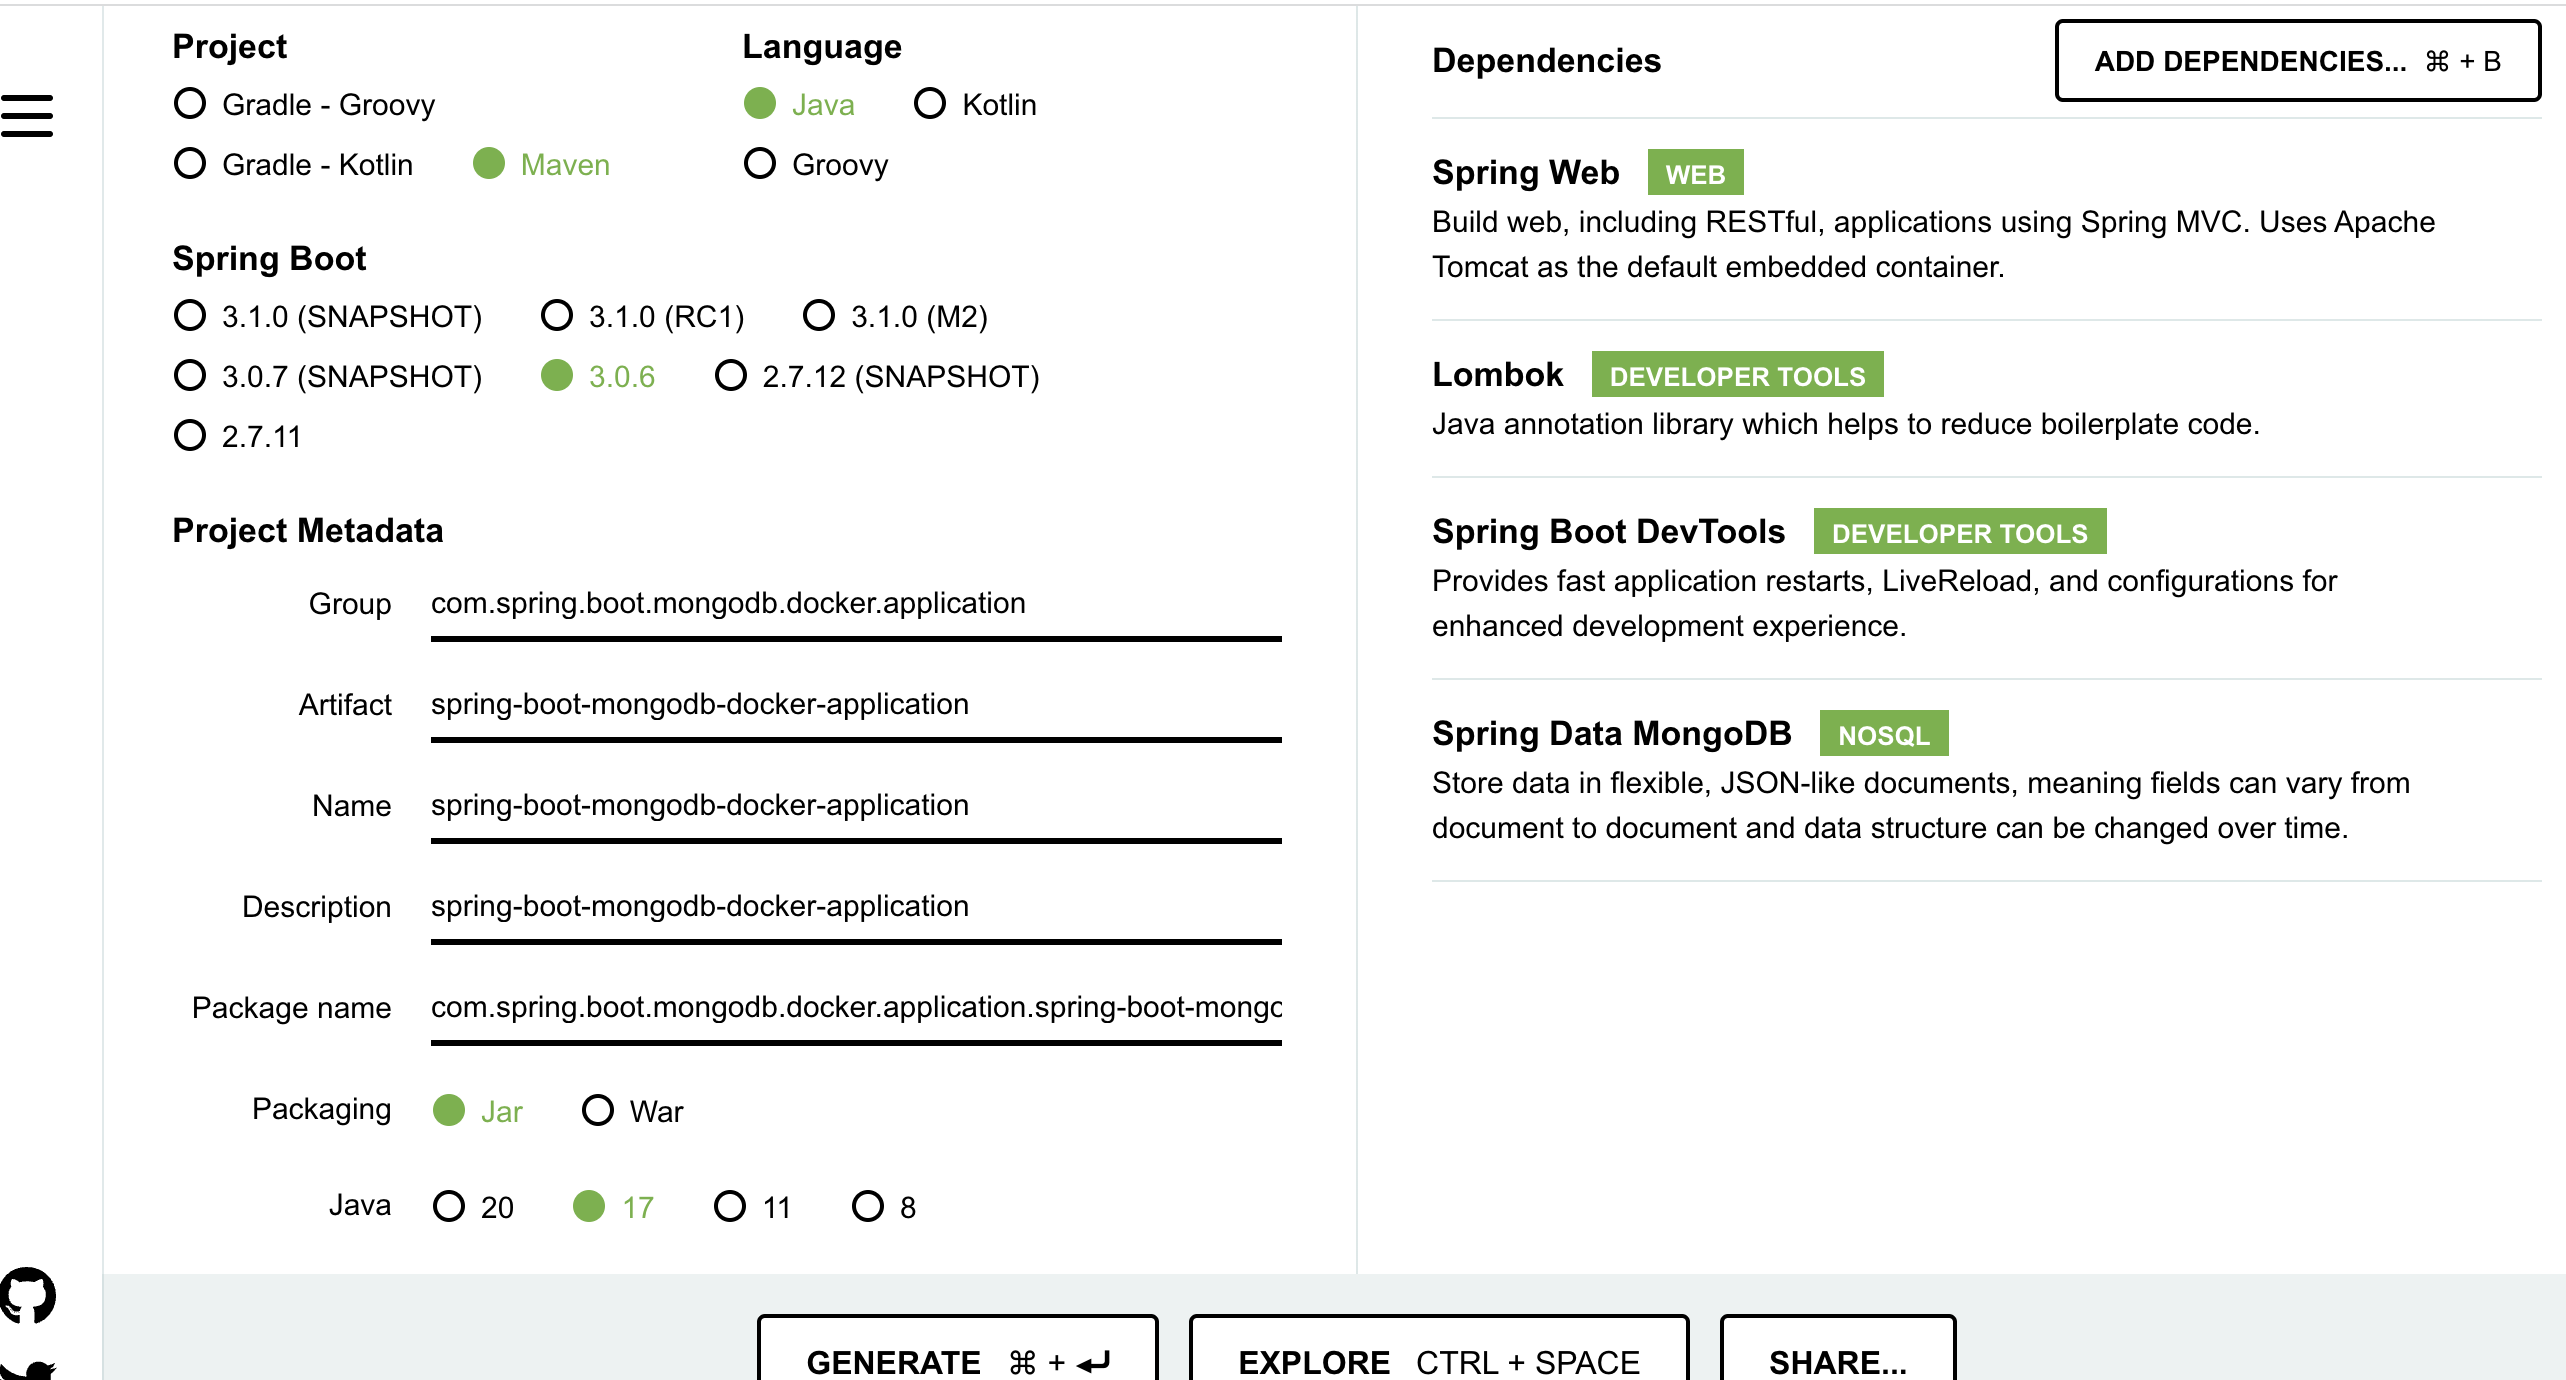 Project
Gradle - Groovy
Gradle - Kotlin Maven
Language
Java Kotlin
Groovy
Spring Boot
3.1.0 (SNAPSHOT) 3.1.0 (RC1) 3.1.0 (M2)
3.0.7 (SNAPSHOT) 3.0.6 2.7.12 (SNAPSHOT)
2.7.11
Project Metadata
Group com.spring.boot.mongodb.docker.application
Artifact spring-boot-mongodb-docker-application
Name spring-boot-mongodb-docker-application
Description spring-boot-mongodb-docker-application
Package name com.spring.boot.mongodb.docker.application.spring-boot-mongo
Packaging Jar War
Java 20 17 11 8
Dependencies
ADD DEPENDENCIES... ⌘ + B
Spring Web WEB
Build web, including RESTful, applications using Spring MVC. Uses Apache
Tomcat as the default embedded container.
Lombok DEVELOPER TOOLS
Java annotation library which helps to reduce boilerplate code.
Spring Boot DevTools DEVELOPER TOOLS
Provides fast application restarts, LiveReload, and configurations for
enhanced development experience.
Spring Data MongoDB NOSQL
Store data in flexible, JSON-like documents, meaning fields can vary from
document to document and data structure can be changed over time.
GENERATE ⌘ + ↵
EXPLORE CTRL + SPACE
SHARE...